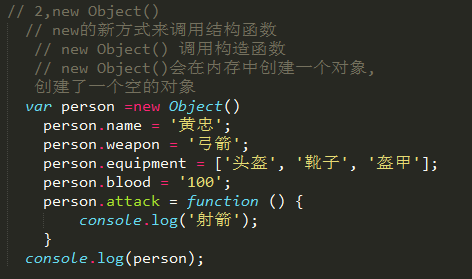 // 2,new Object()
// new的新方式来调用结构函数
// new Object() 调用构造函数
// new Object()会在内存中创建一个对象,
创建了一个空的对象
var person =new Object()
person.name = '黄忠';
person.weapon = '弓箭';
person.equipment = ['头盔', '靴子', '盔甲'];
person.blood = '100';
person.attack = function () {
console.log('射箭');
}
console.log(person);